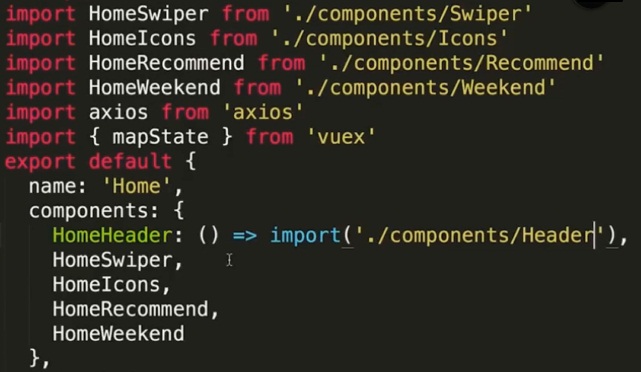 import HomeSwiper from './components/Swiper'
import HomeIcons from './components/Icons'
import HomeRecommend from './components/Recommend'
import HomeWeekend from './components/Weekend'
import axios from 'axios'
import { mapState } from 'vuex'
export default {
  name: 'Home',
  components: {
    HomeHeader: () => import('./components/Header'),
    HomeSwiper,
    HomeIcons,
    HomeRecommend,
    HomeWeekend
  },